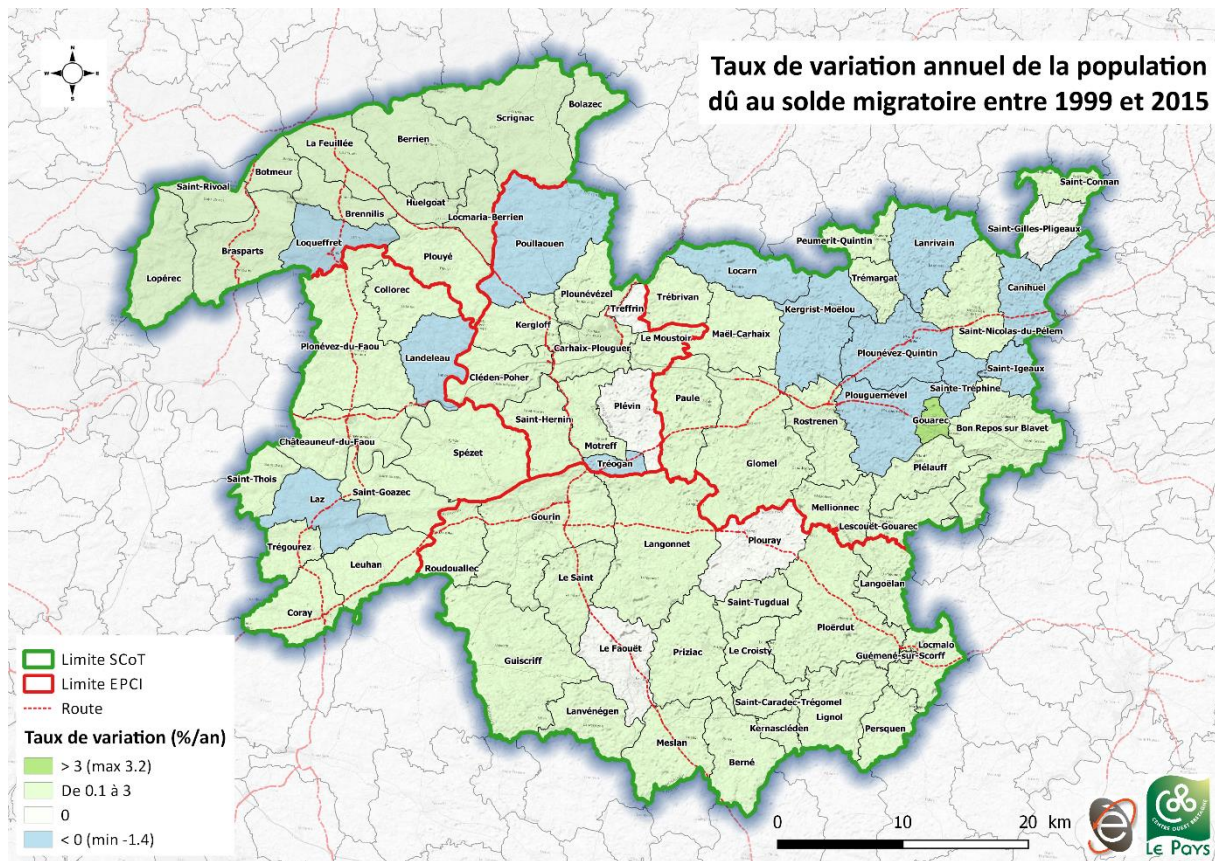 Taux de variation annuel de la population
dû au solde migratoire entre 1999 et 2015
N
W
E
S
Bolazec
Scrignac
Berrien
La Feuillée
Botmeur
Saint-Rivoal
Huelgoat
Brennilis
Locmaria-Berrien
Loqueffret
Brasparts
Lopérec
Plouyé
Poullaouen
Collorec
Plonévez-du-Faou
Landeleau
Plounévézel
Kergloff
Treffrin
Trébrivan
Carhaix-Plouguer
Le Moustoir
Cléden-Poher
Saint-Hernin
Plévin
Motreff
Tréogan
Spézet
Châteauneuf-du-Faou
Saint-Thois
Laz
Saint-Goazec
Trégourez
Leuhan
Coray
Roudouallec
Gourin
Saint-Connan
Saint-Gilles-Pligeaux
Peumerit-Quintin
Lanrivain
Trémargat
Locarn
Canihuel
Kergrist-Moëlou
Saint-Nicolas-du-Pélem
Maël-Carhaix
Plounévez-Quintin
Saint-Igeaux
Sainte-Tréphine
Plouguernével
Paule
Rostrenen
Gouarec
Bon Repos sur Blavet
Glomel
Plélauff
Mellionnec
Lescouët-Gouarec
Langonnet
Plouray
Langoëlan
Le Saint
Saint-Tugdual
Ploërdut
Le Croisty
Locmalo
Guémené-sur-Scorff
Le Faouët
Priziac
Guiscriff
Lanvénégen
Saint-Caradec-Trégomel
Lignol
Kernascléden
Persquen
Meslan
Berné
Limite SCoT
Limite EPCI
Route
Taux de variation (%/an)
> 3 (max 3.2)
De 0.1 à 3
0
< 0 (min -1.4)
0 10 20 km
CENTRE OUEST BRETAGNE
LE PAYS